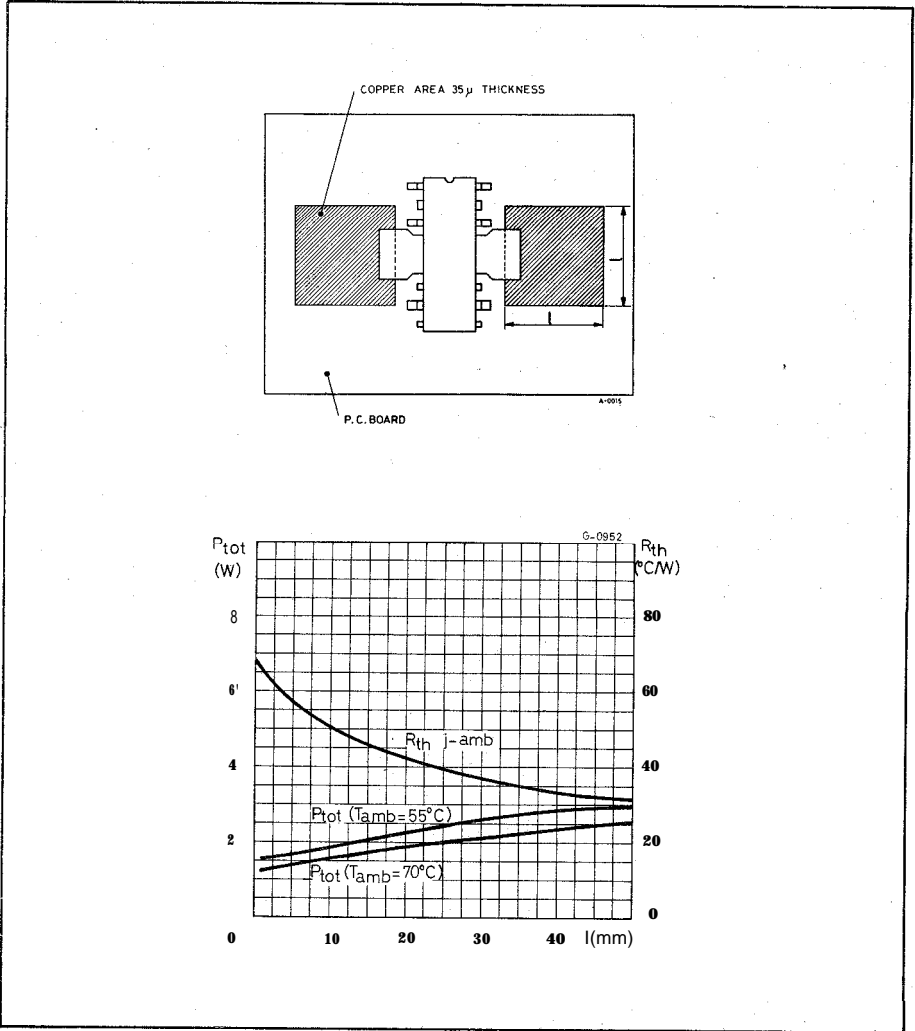 COPPER AREA 35µ THICKNESS
l
l
A-0015
P.C.BOARD
G-0952
Ptot
(W)
Rth
(°C/W)
8
80
6
60
Rth j-amb
4
40
Ptot (Tamb=55°C)
2
20
Ptot (Tamb=70°C)
0
0
10
20
30
40
l(mm)